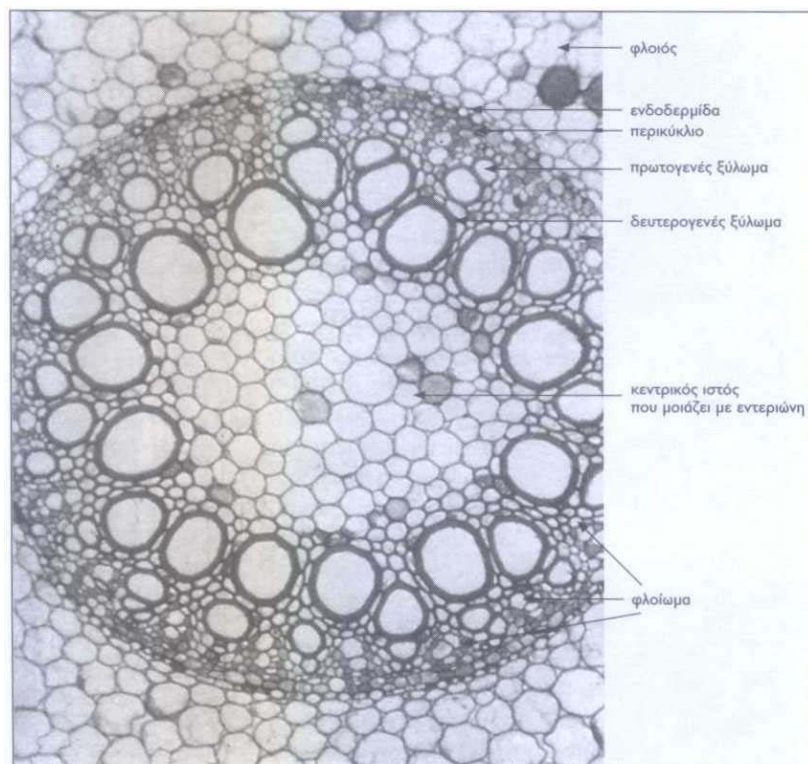 φλοιός
ενδοδερμίδα
περικύκλιο
πρωτογενές ξύλωμα
δευτερογενές ξύλωμα
κεντρικός ιστός
που μοιάζει με εντεριώνη
φλοίωμα